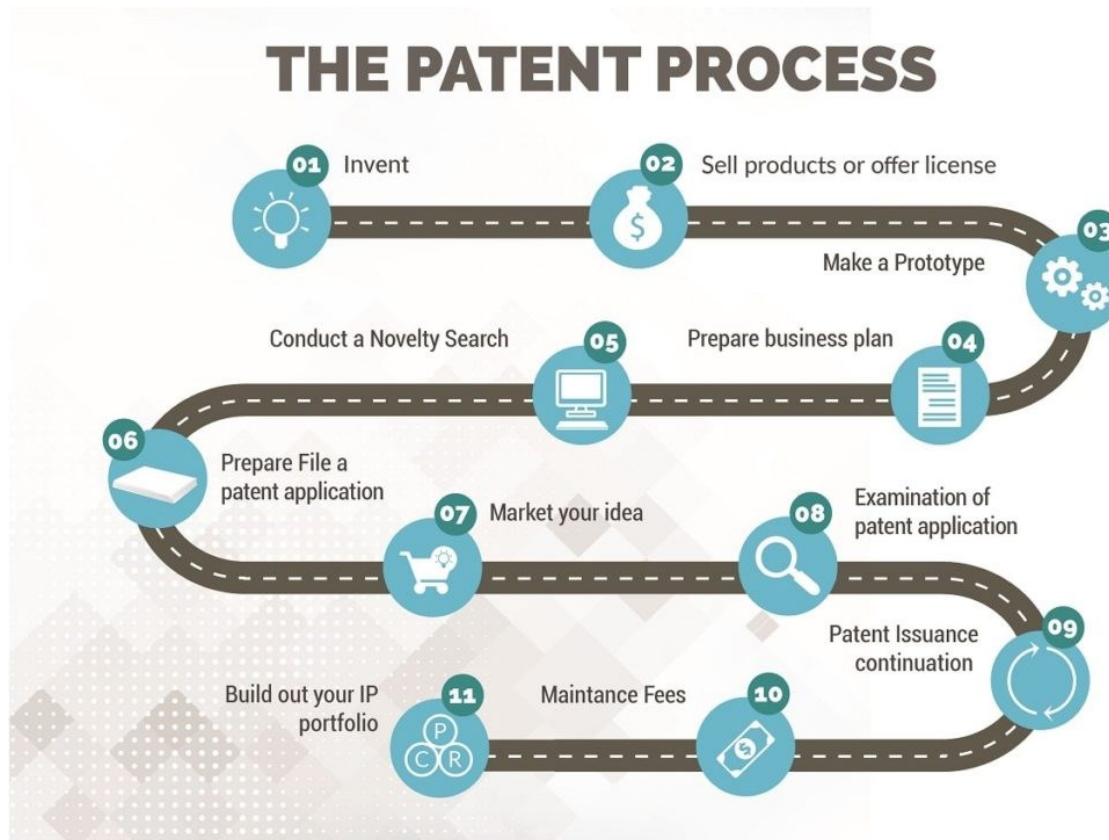 THE PATENT PROCESS
01 Invent
02 Sell products or offer license
03
Make a Prototype
04
Prepare business plan
05
Conduct a Novelty Search
06
Prepare File a
patent application
07
Market your idea
08
Examination of
patent application
09
Patent Issuance
continuation
10
Maintance Fees
11
Build out your IP
portfolio
$
$
P
C R